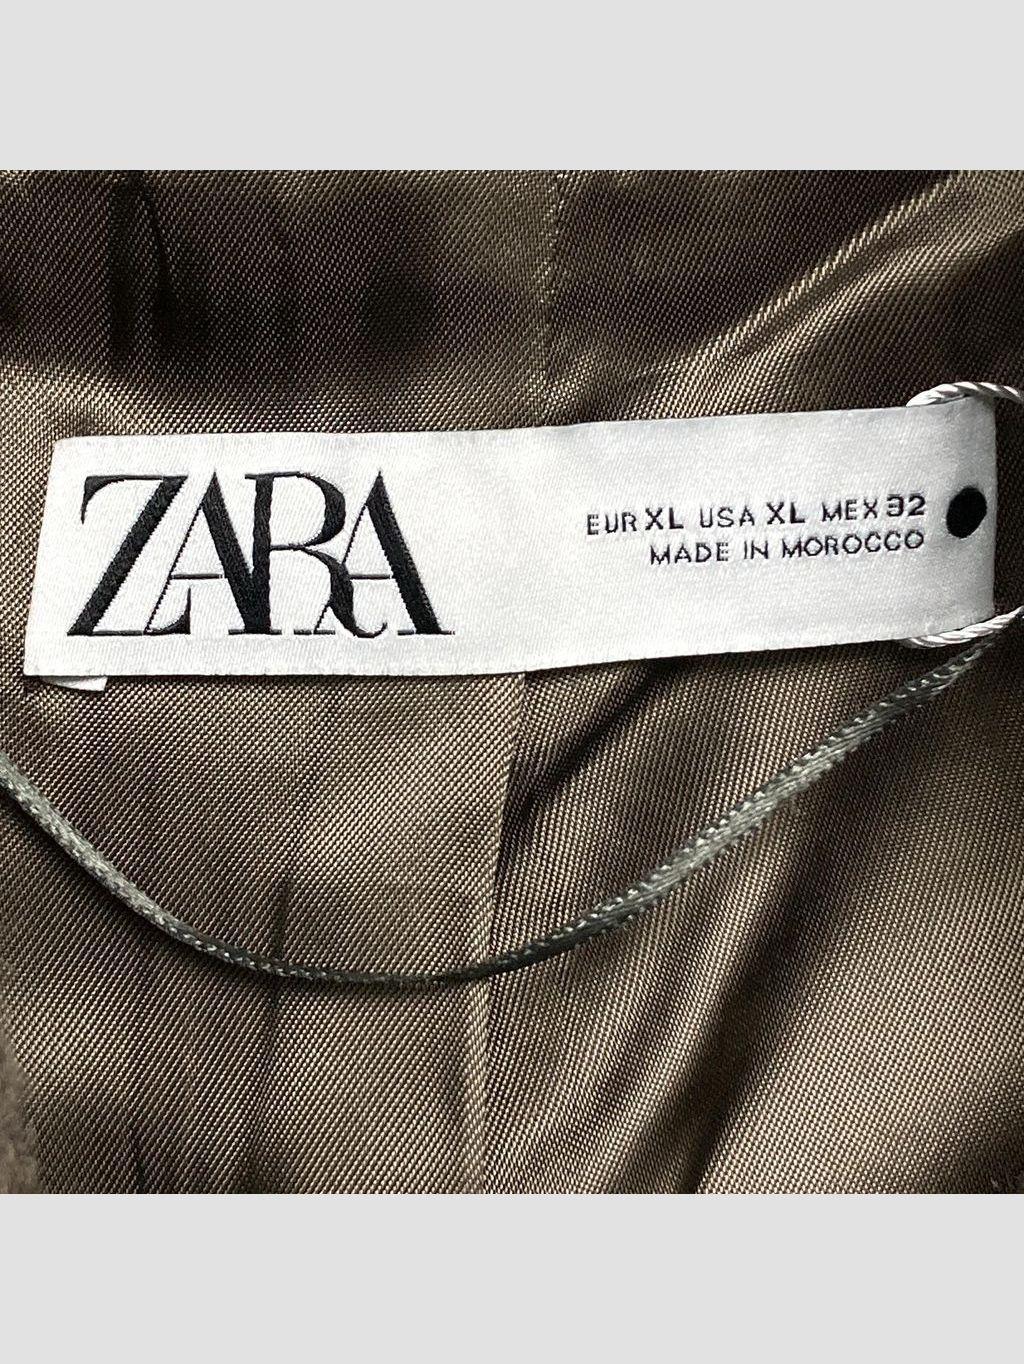 ZARA
EUR XL USA XL MEX 32
MADE IN MOROCCO